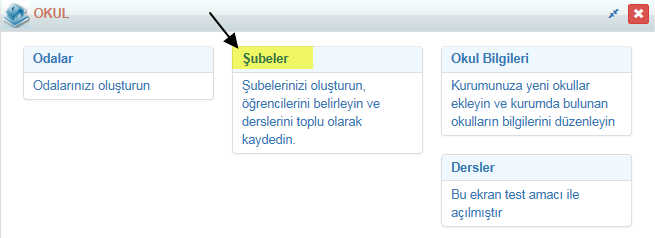 OKUL
Odalar
Odalarınızı oluşturun
Şubeler
Şubelerinizi oluşturun,
öğrencilerini belirleyin ve
derslerini toplu olarak
kaydedin.
Okul Bilgileri
Kurumunuza yeni okullar
ekleyin ve kurumda bulunan
okulların bilgilerini düzenleyin
Dersler
Bu ekran test amacı ile
açılmıştır